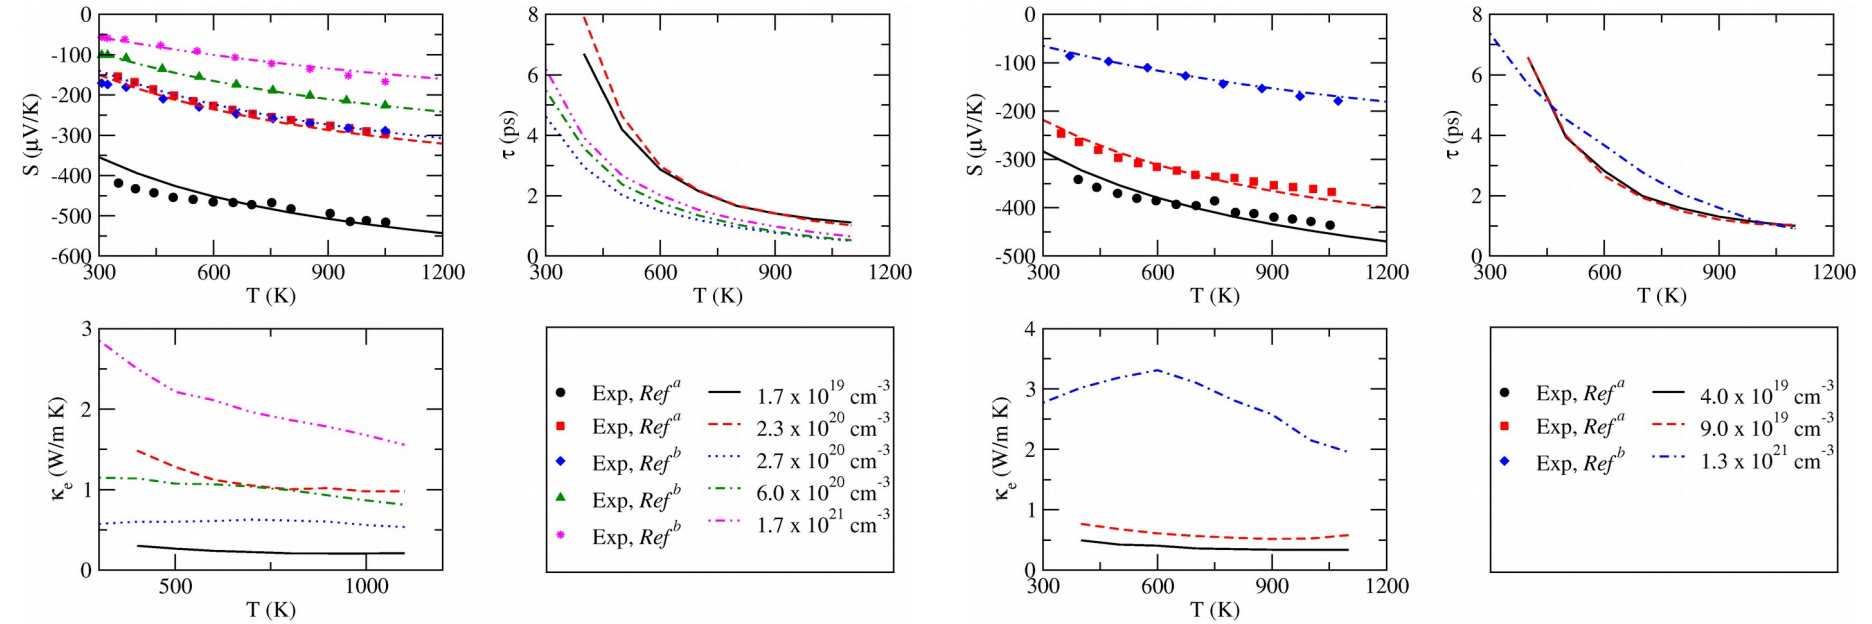 0
-100
-200
-300
-400
-500
-600
S (μV/K)
300
600
900
1200
T (K)
8
6
4
2
0
τ (ps)
300
600
900
1200
T (K)
0
-100
-200
-300
-400
-500
S (μV/K)
300
600
900
1200
T (K)
8
6
4
2
0
τ (ps)
300
600
900
1200
T (K)
3
2
1
0
κe (W/m K)
500
1000
T (K)
Exp, Ref^a 1.7 x 10^19 cm^-3
Exp, Ref^a 2.3 x 10^20 cm^-3
Exp, Ref^b 2.7 x 10^20 cm^-3
Exp, Ref^b 6.0 x 10^20 cm^-3
Exp, Ref^b 1.7 x 10^21 cm^-3
4
3
2
1
0
κe (W/m K)
300
600
900
1200
T (K)
Exp, Ref^a 4.0 x 10^19 cm^-3
Exp, Ref^a 9.0 x 10^19 cm^-3
Exp, Ref^b 1.3 x 10^21 cm^-3